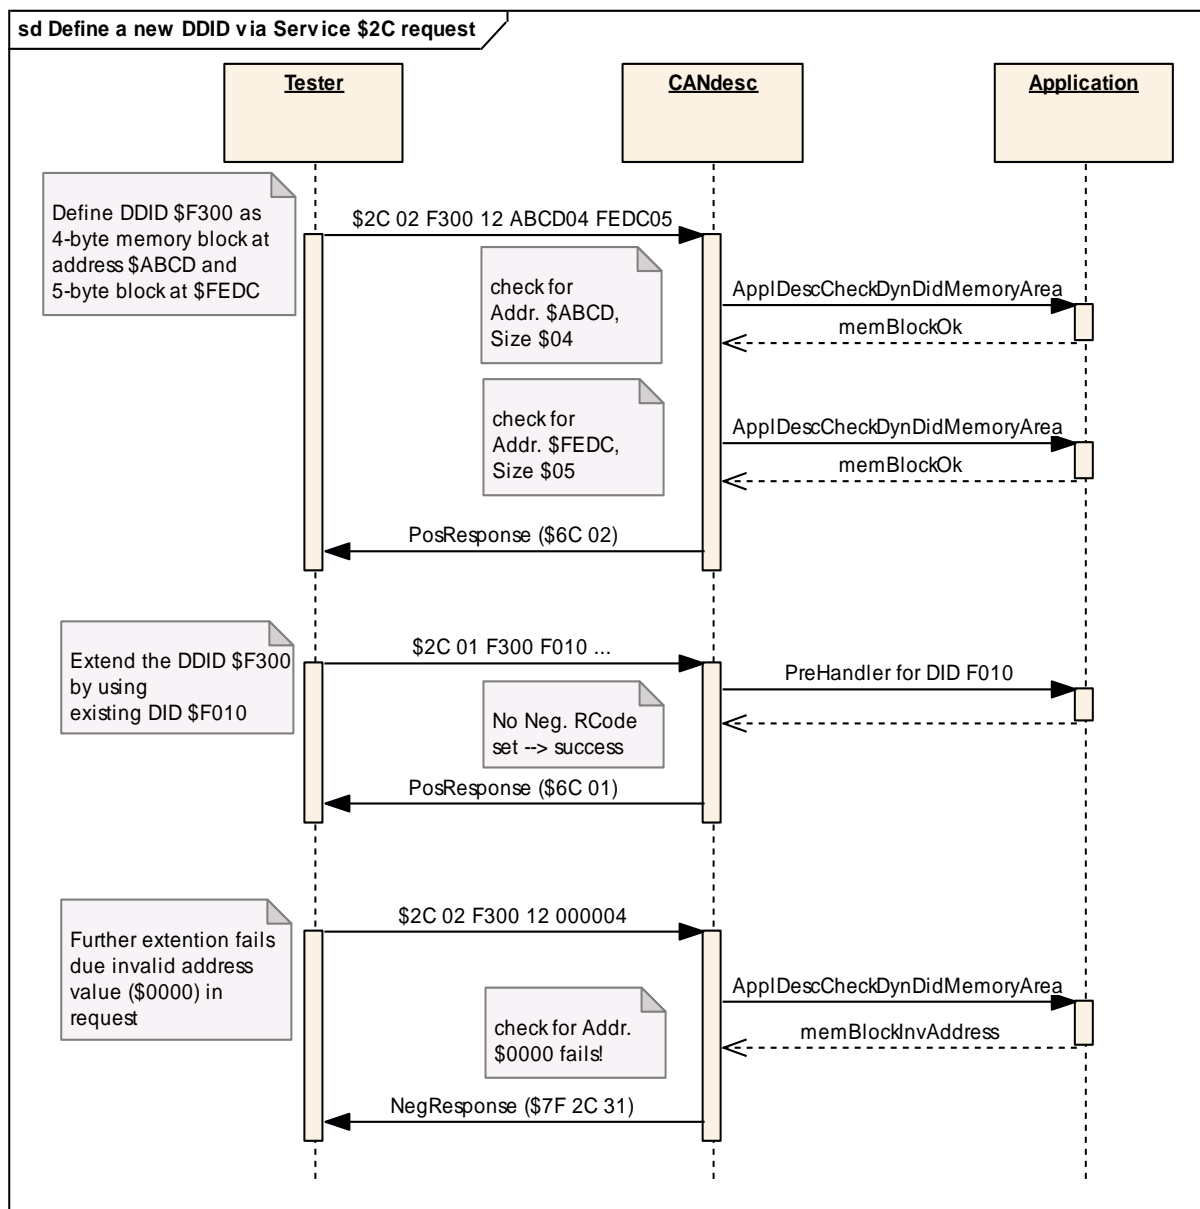 sd Define a new DDID via Service $2C request
Tester
CANdesc
Application
Define DDID $F300 as
4-byte memory block at
address $ABCD and
5-byte block at $FEDC
$2C 02 F300 12 ABCD04 FEDC05
check for
Addr. $ABCD,
Size $04
ApplDescCheckDynDidMemoryArea
memBlockOk
check for
Addr. $FEDC,
Size $05
ApplDescCheckDynDidMemoryArea
memBlockOk
PosResponse ($6C 02)
Extend the DDID $F300
by using
existing DID $F010
$2C 01 F300 F010 ...
PreHandler for DID F010
No Neg. RCode
set --> success
PosResponse ($6C 01)
Further extention fails
due invalid address
value ($0000) in
request
$2C 02 F300 12 000004
ApplDescCheckDynDidMemoryArea
check for Addr.
$0000 fails!
memBlockInvAddress
NegResponse ($7F 2C 31)